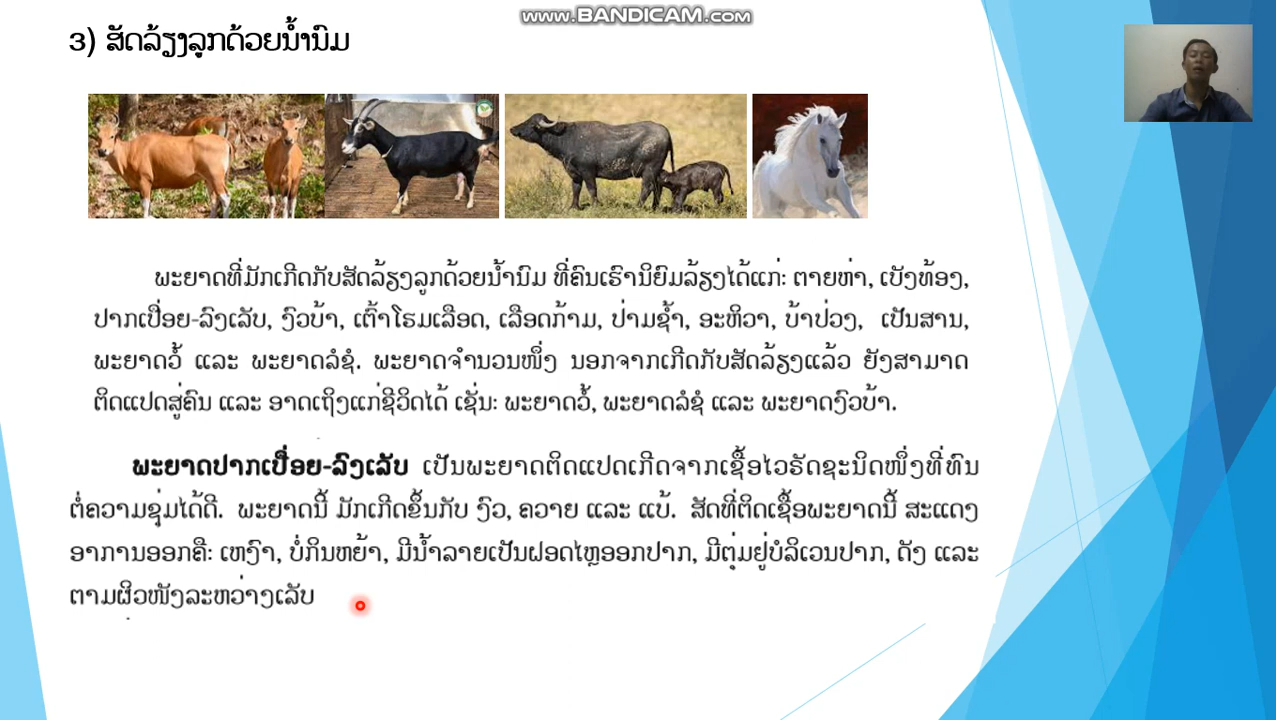 www.BANDICAM.com
3) ສັດລ້ຽງລູກດ້ວຍນ້ຳນົມ
ພະຍາດທີ່ມັກເກີດກັບສັດລ້ຽງລູກດ້ວຍນ້ຳນົມ ທີ່ຄົນເຮົານິຍົມລ້ຽງໄດ້ແກ່: ຕາຍຫ່າ, ເບັງທ້ອງ,
ປາກເປື່ອຍ-ລົງເລັບ, ງົວບ້າ, ເຕົ້າໂຮມເລືອດ, ເລືອດກ້າມ, ປ່າມຊ້ຳ, ອະຫິວາ, ບ້າປ່ວງ, ເປັນສານ,
ພະຍາດວໍ້ ແລະ ພະຍາດລໍຊໍ. ພະຍາດຈຳນວນໜຶ່ງ ນອກຈາກເກີດກັບສັດລ້ຽງແລ້ວ ຍັງສາມາດ
ຕິດແປດສູ່ຄົນ ແລະ ອາດເຖິງແກ່ຊີວິດໄດ້ ເຊັ່ນ: ພະຍາດວໍ້, ພະຍາດລໍຊໍ ແລະ ພະຍາດງົວບ້າ.
ພະຍາດປາກເປື່ອຍ-ລົງເລັບ ເປັນພະຍາດຕິດແປດເກີດຈາກເຊື້ອໄວຣັດຊະນິດໜຶ່ງທີ່ທົນ
ຕໍ່ຄວາມຊຸ່ມໄດ້ດີ. ພະຍາດນີ້ ມັກເກີດຂຶ້ນກັບ ງົວ, ຄວາຍ ແລະ ແບ້. ສັດທີ່ຕິດເຊື້ອພະຍາດນີ້ ສະແດງ
ອາການອອກຄື: ເຫງົາ, ບໍ່ກິນຫຍ້າ, ມີນ້ຳລາຍເປັນຝອດໄຫຼອອກປາກ, ມີຕຸ່ມຢູ່ບໍລິເວນປາກ, ດັງ ແລະ
ຕາມຜິວໜັງລະຫວ່າງເລັບ